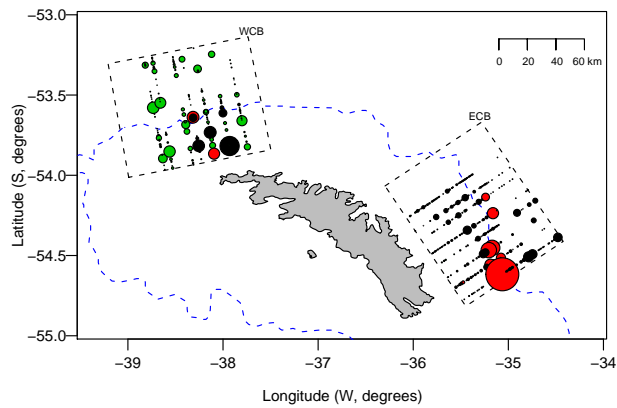 −53.0
WCB
0 20 40 60 km
−53.5
ECB
Latitude (S, degrees)
−54.0
−54.5
−55.0
−39 −38 −37 −36 −35 −34
Longitude (W, degrees)